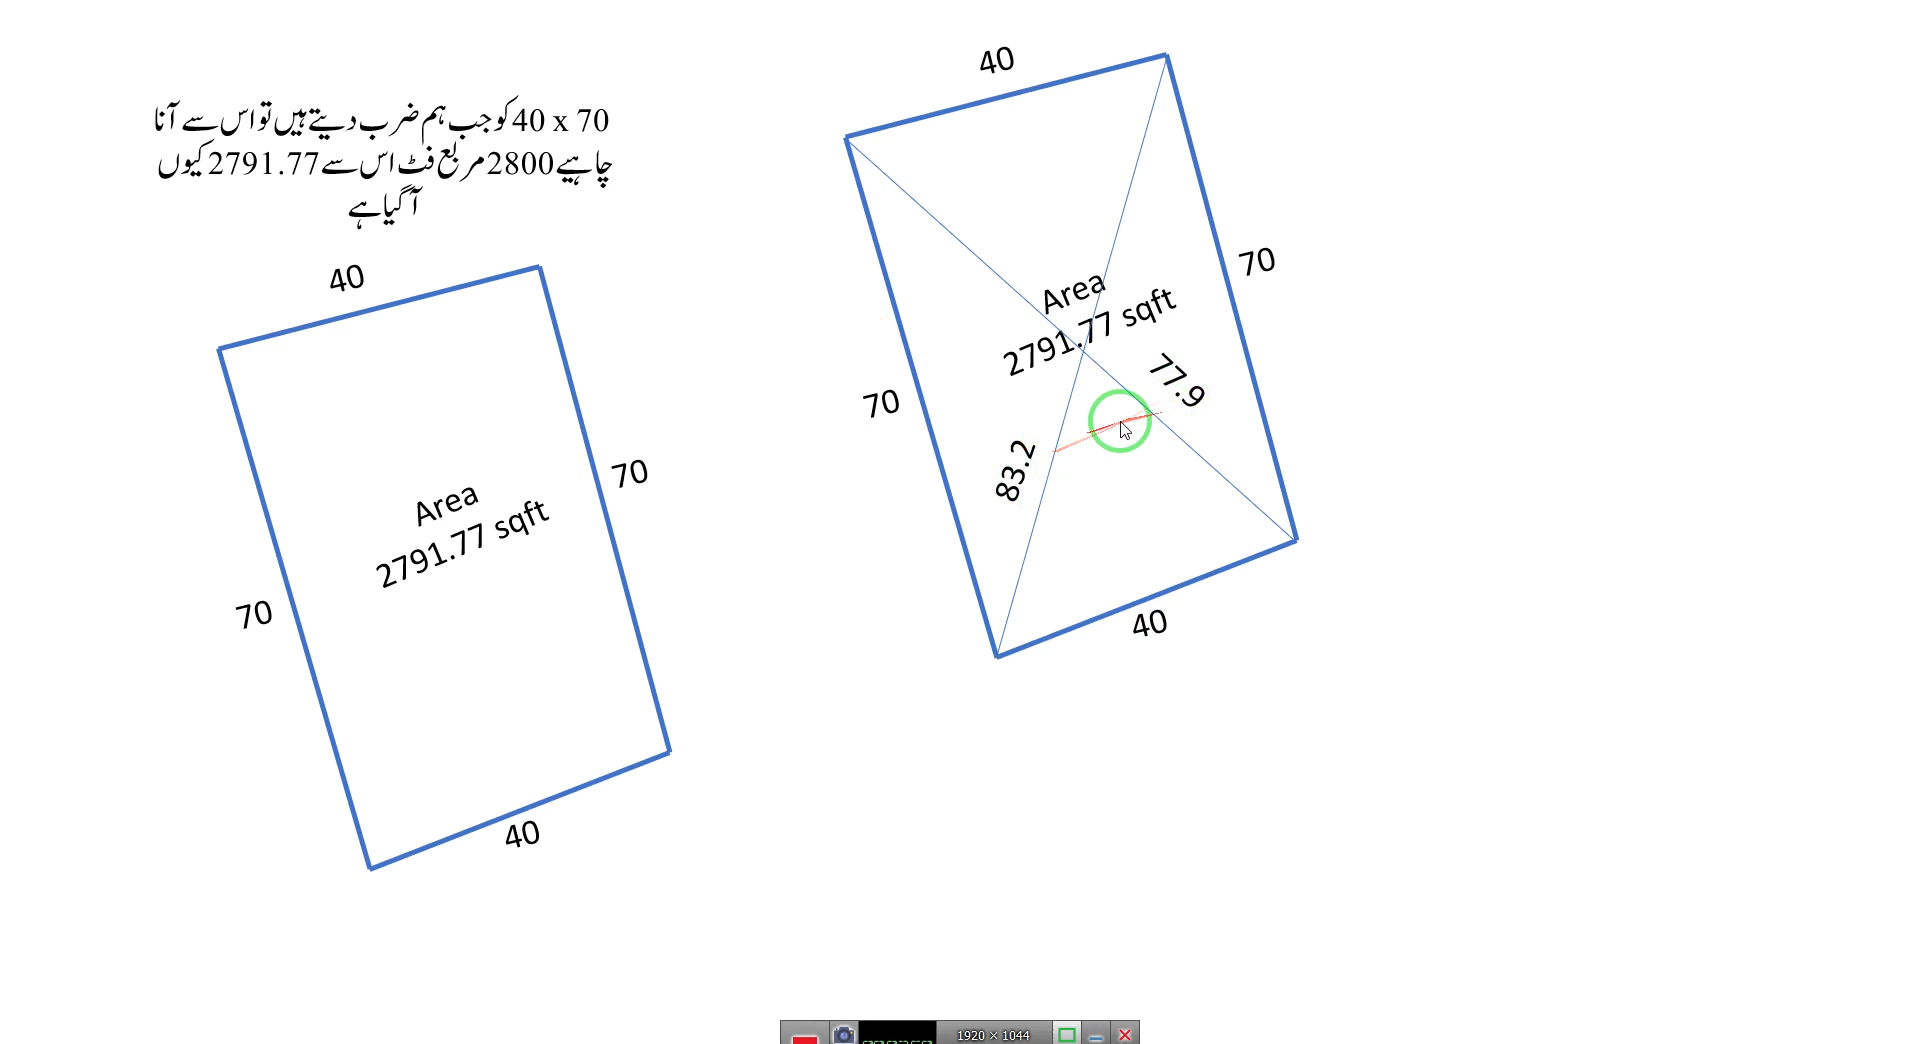 40 x 70 کو جب ہم ضرب دیتے ہیں تو اس سے آنا
چاہیے 2800 مربع فٹ اس سے 2791.77 کیوں
آ گیا ہے
40
70
Area
2791.77 sqft
70
40
40
70
Area
2791.77 sqft
77.9
70
83.2
40
1920 × 1044